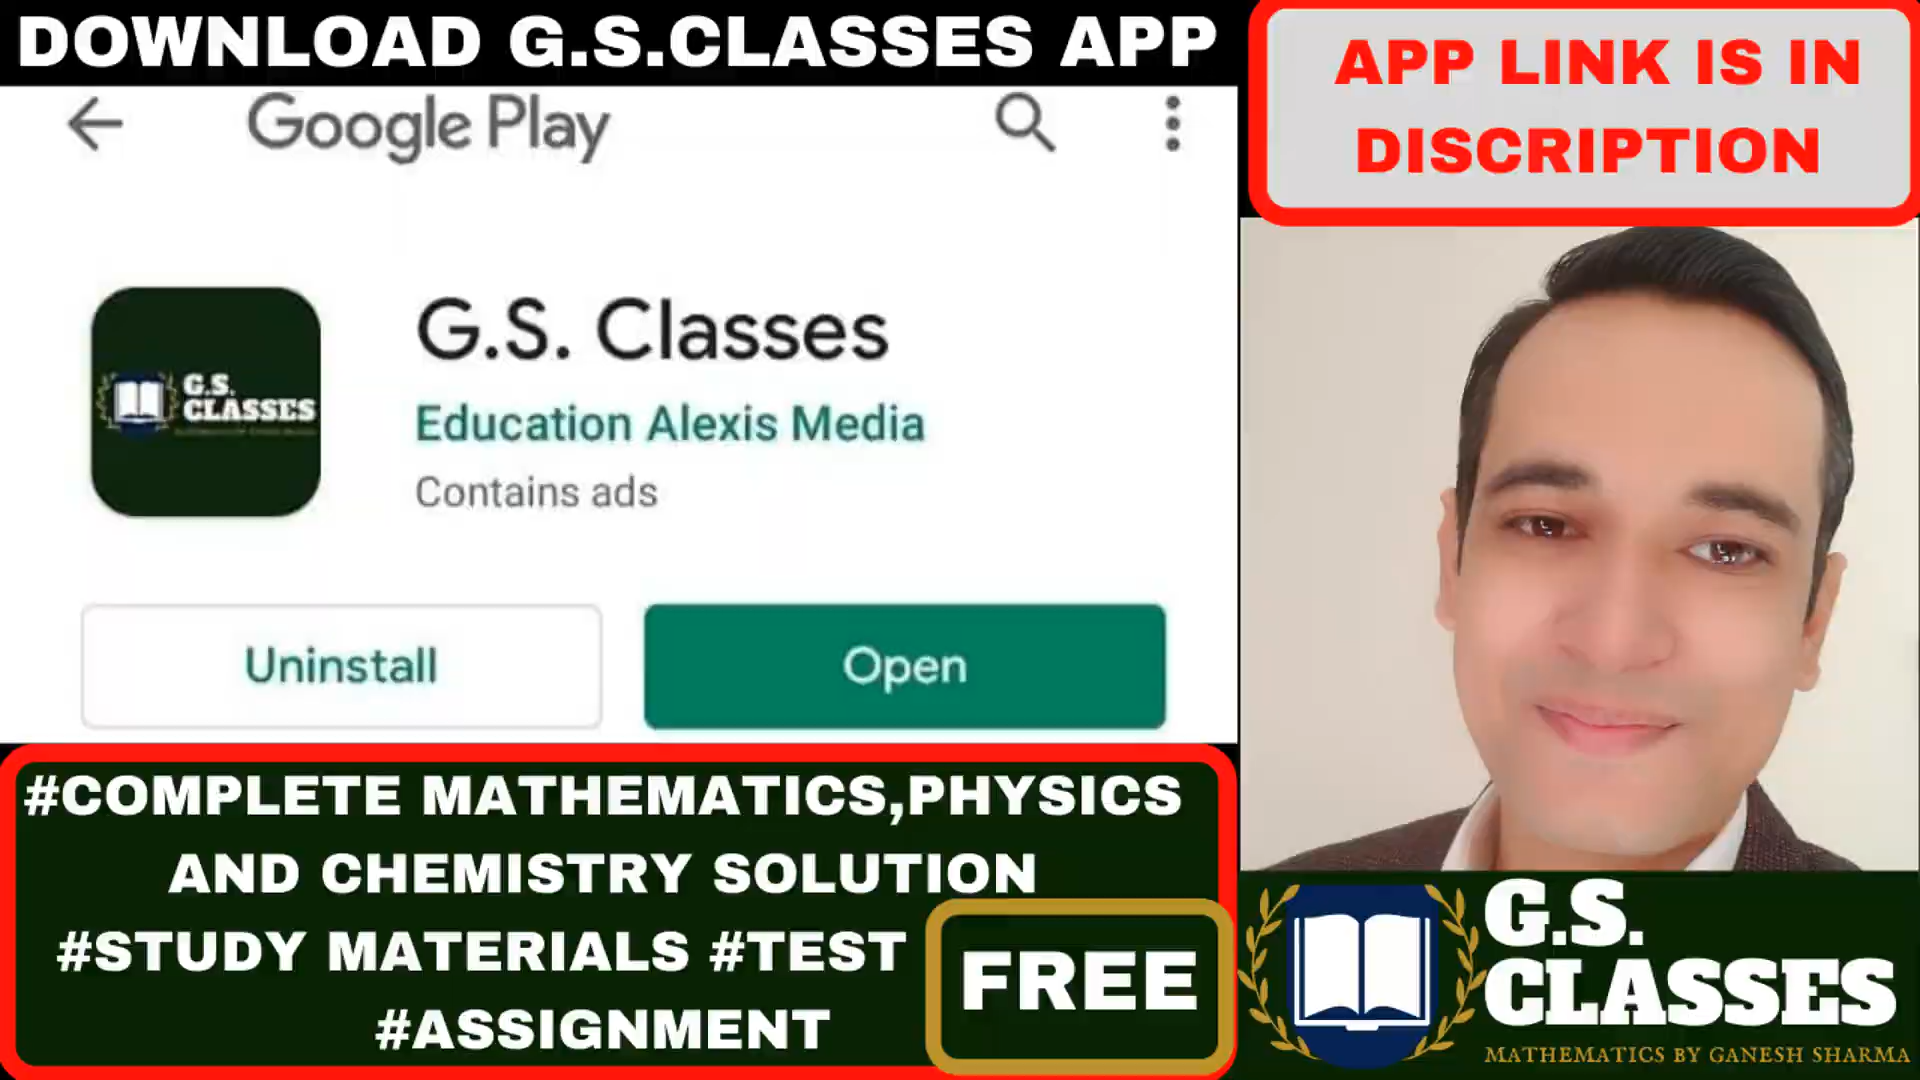 DOWNLOAD G.S.CLASSES APP
APP LINK IS IN
DISCRIPTION
Google Play
G.S. Classes
Education Alexis Media
Contains ads
G.S.
CLASSES
Uninstall
Open
#COMPLETE MATHEMATICS,PHYSICS
AND CHEMISTRY SOLUTION
#STUDY MATERIALS #TEST
#ASSIGNMENT
FREE
G.S.
CLASSES
MATHEMATICS BY GANESH SHARMA